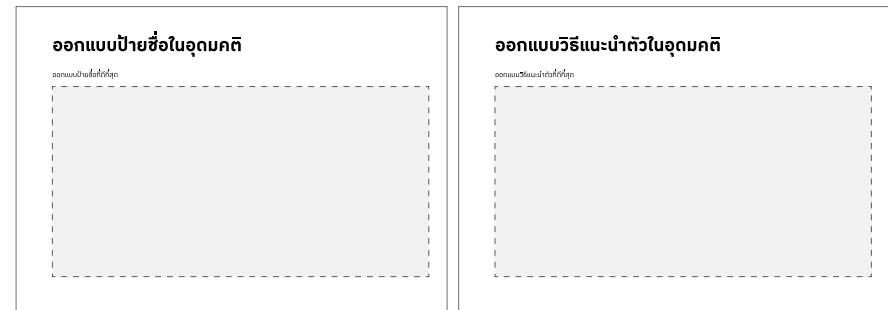 ออกแบบป้ายชื่อในอุดมคติ
ออกแบบป้ายชื่อที่ดีที่สุด
ออกแบบวิธีแนะนำตัวในอุดมคติ
ออกแบบวิธีแนะนำตัวที่ดีที่สุด